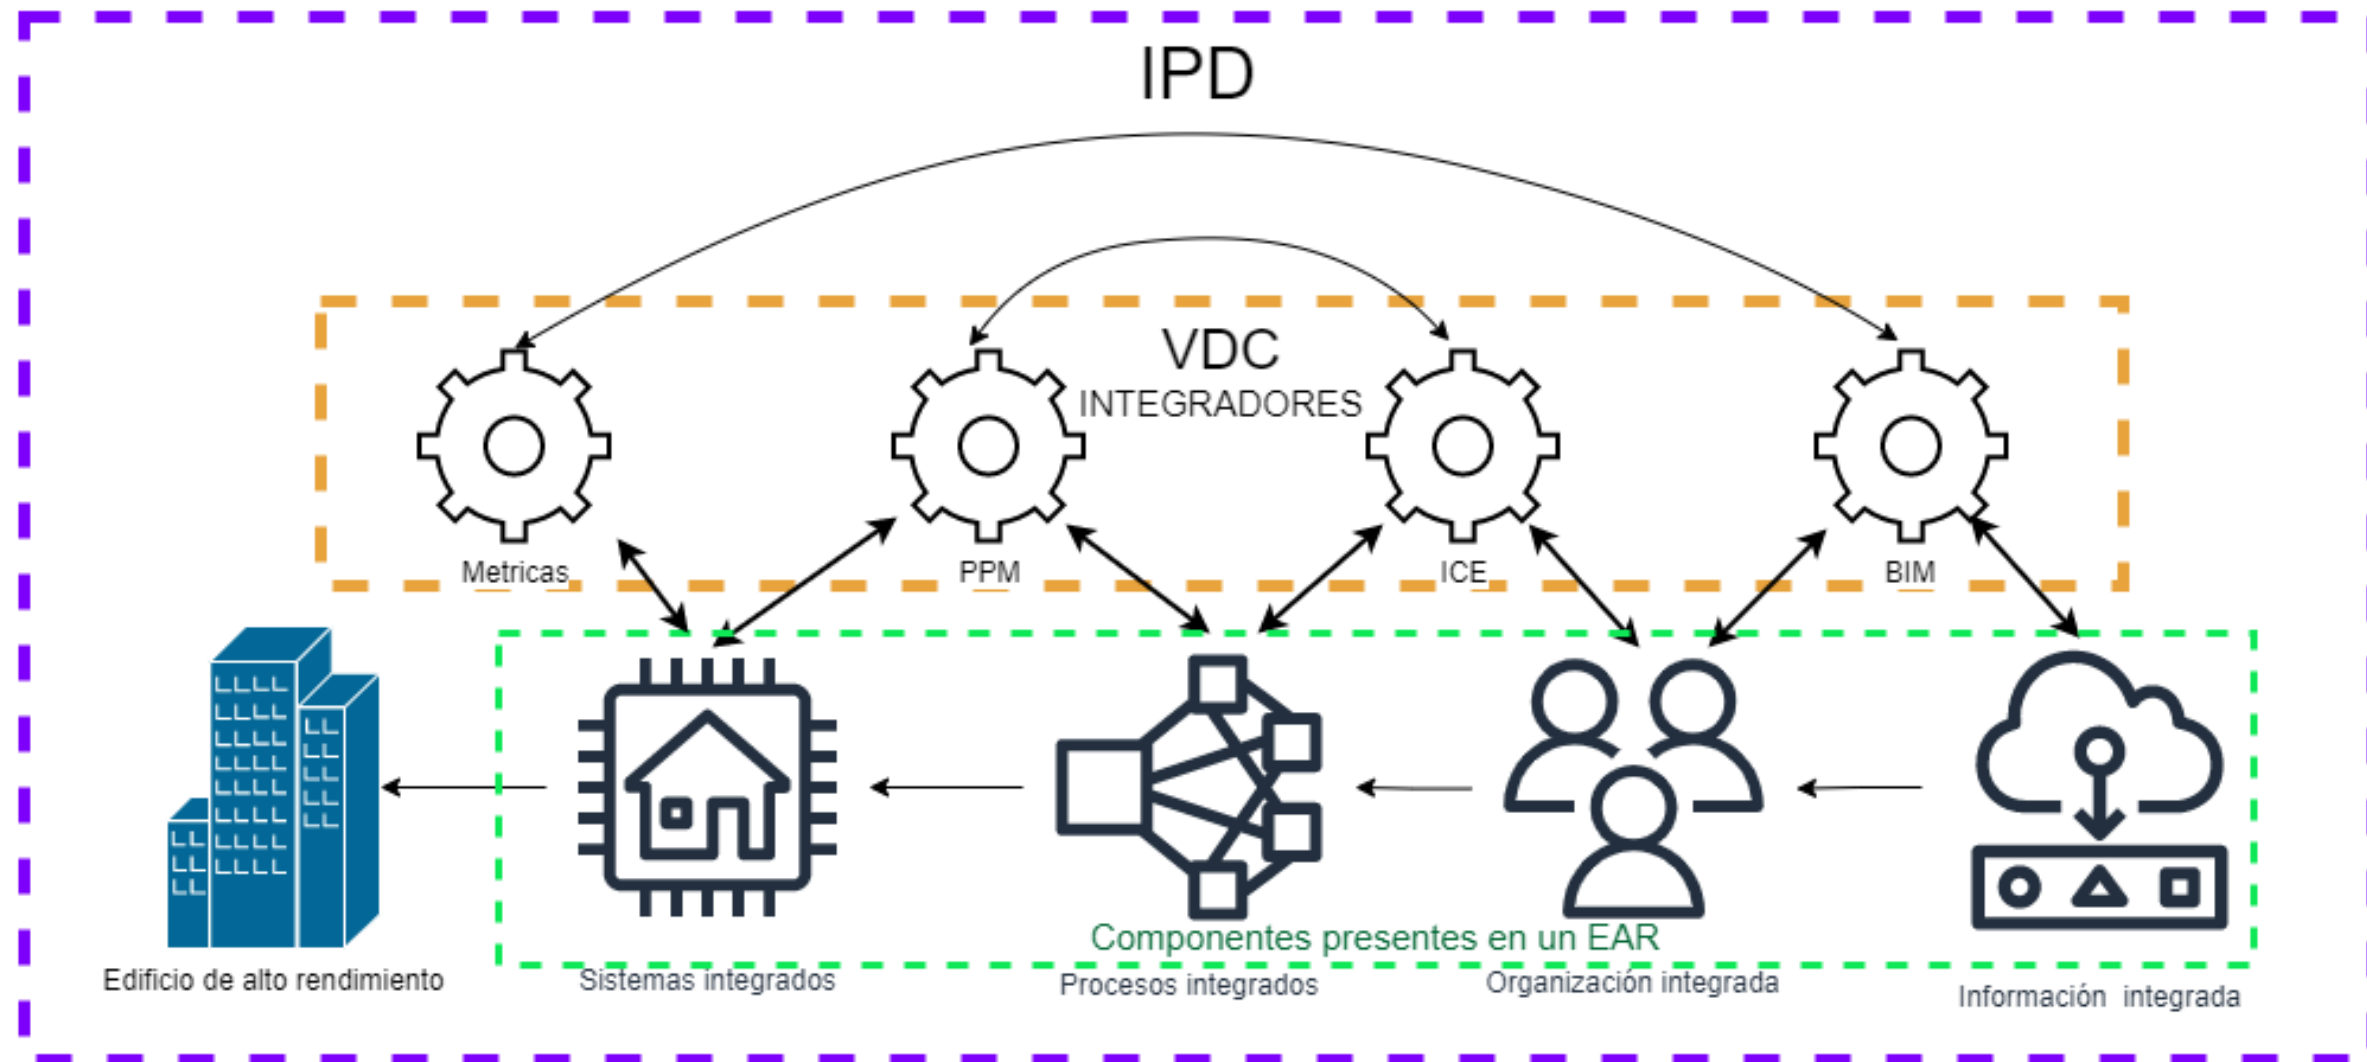 IPD
VDC
INTEGRADORES
Metricas
PPM
ICE
BIM
Componentes presentes en un EAR
Edificio de alto rendimiento
Sistemas integrados
Procesos integrados
Organización integrada
Información integrada